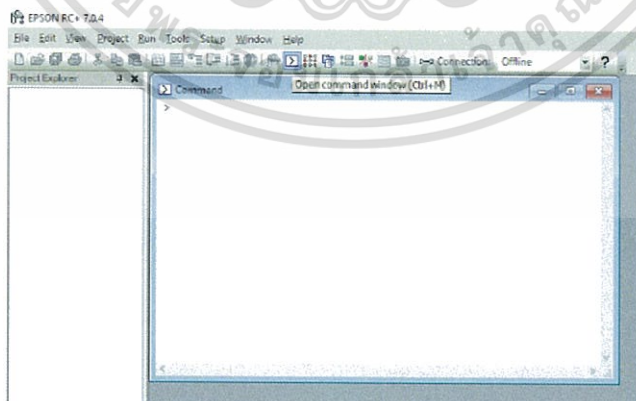 EPSON RC+ 7.0.4
File Edit View Project Run Tools Setup Window Help
Connection: Offline
?
Project Explorer
Command
Open command window (Ctrl+M)
>